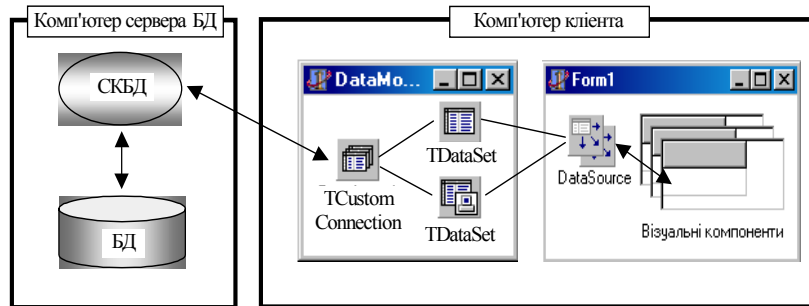 Комп'ютер сервера БД
СКБД
БД
Комп'ютер клієнта
DataMo...
TCustom
Connection
TDataSet
TDataSet
Form1
DataSource
Візуальні компоненти